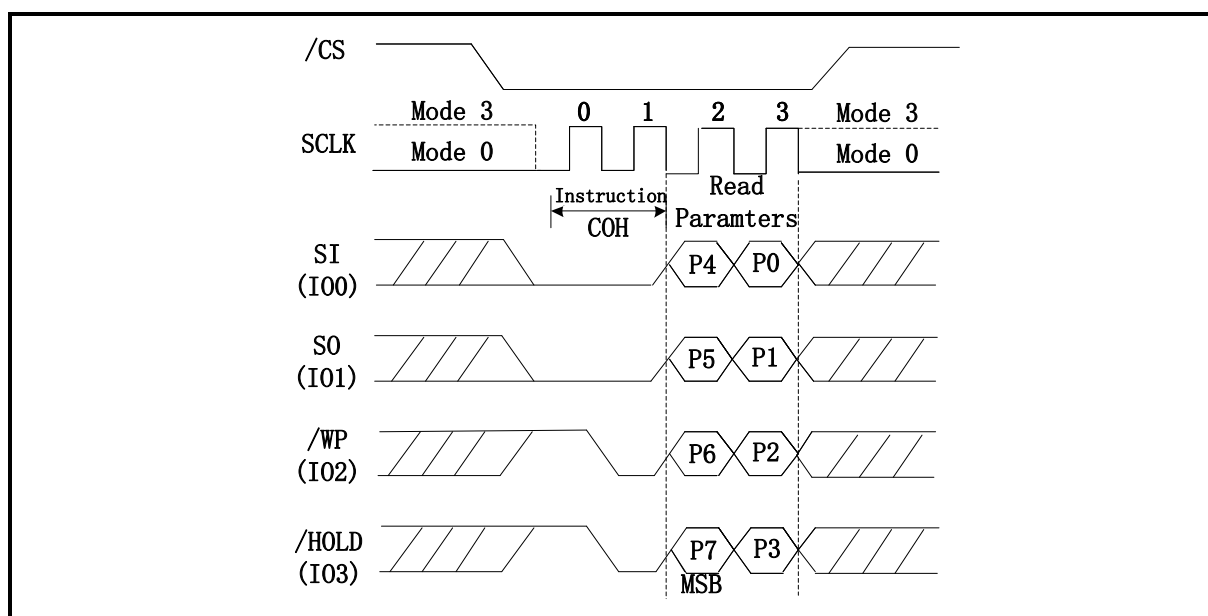 /CS
Mode 3 0 1 2 3 Mode 3
SCLK
Mode 0 Mode 0
Instruction Read
COH Paramters
SI P4 P0
(IO0)
SO P5 P1
(IO1)
/WP P6 P2
(IO2)
/HOLD P7 P3
(IO3) MSB